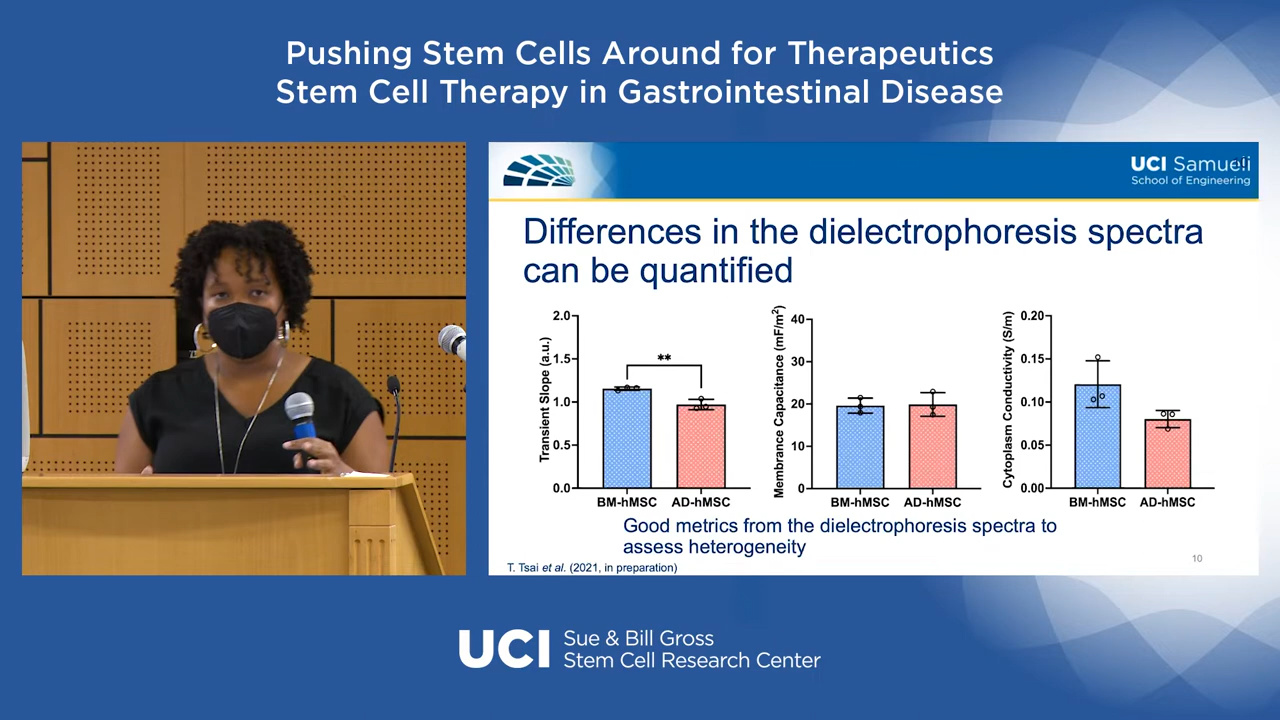 Pushing Stem Cells Around for Therapeutics
Stem Cell Therapy in Gastrointestinal Disease
UCI Samueli
School of Engineering
Differences in the dielectrophoresis spectra
can be quantified
Transient Slope (a.u.)
2.0
1.5
1.0
0.5
0.0
**
BM-hMSC AD-hMSC
Membrance Capacitance (mF/m²)
40
30
20
10
0
BM-hMSC AD-hMSC
Cytoplasm Conductivity (S/m)
0.20
0.15
0.10
0.05
0.00
BM-hMSC AD-hMSC
Good metrics from the dielectrophoresis spectra to
assess heterogeneity
T. Tsai et al. (2021, in preparation)
10
UCI Sue & Bill Gross
Stem Cell Research Center